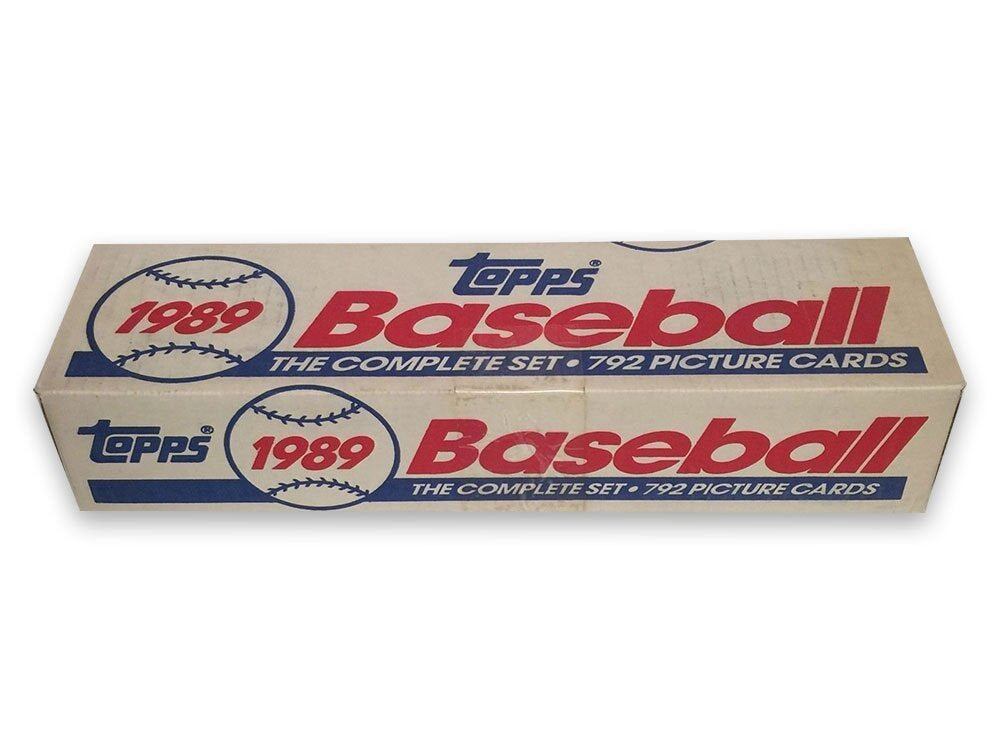 Topps®
1989 Baseball
THE COMPLETE SET • 792 PICTURE CARDS
Topps® 1989 Baseball
THE COMPLETE SET • 792 PICTURE CARDS